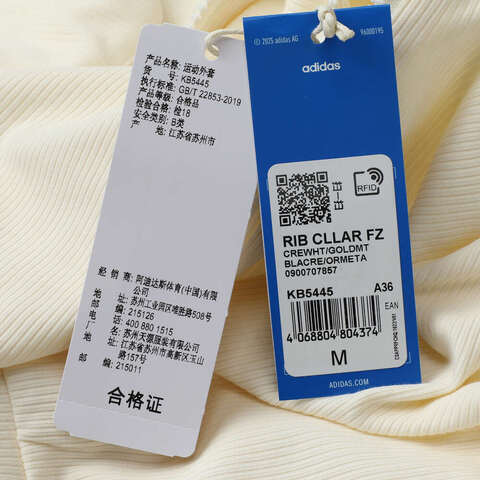 产品名称: 运动外套
货 号: KB5445
执行标准: GB/T 22853-2019
产品等级: 合格品
检验合格: 检18
安全类别: B类
产 地: 江苏省苏州市
经 销 商: 阿迪达斯体育(中国)有限
公司
地 址: 苏州工业园区唯胜路508号
邮 编: 215126
电 话: 400 880 1515
厂 名: 苏州天源服装有限公司
地 址: 江苏省苏州市高新区玉山
路157号
邮 编: 215011
合格证
© 2025 adidas AG
96000195
adidas
RFID
RIB CLLAR FZ
CREWHT/GOLDMT
BLACRE/ORMETA
0900707857
KB5445 A36
EAN
4 068804 804374
M
ADIDAS.COM